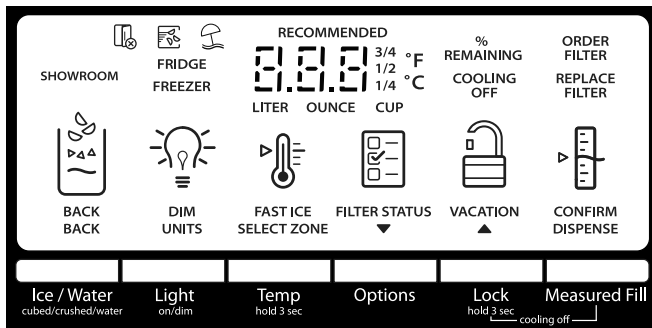 RECOMMENDED
SHOWROOM
FRIDGE
FREEZER
8.8.8
3/4
1/2
1/4
°F
°C
LITER OUNCE CUP
%
REMAINING
COOLING
OFF
ORDER
FILTER
REPLACE
FILTER
BACK
BACK
DIM
UNITS
FAST ICE
SELECT ZONE
FILTER STATUS
VACATION
CONFIRM
DISPENSE
Ice / Water
cubed/crushed/water
Light
on/dim
Temp
hold 3 sec
Options
Lock
hold 3 sec
Measured Fill
cooling off